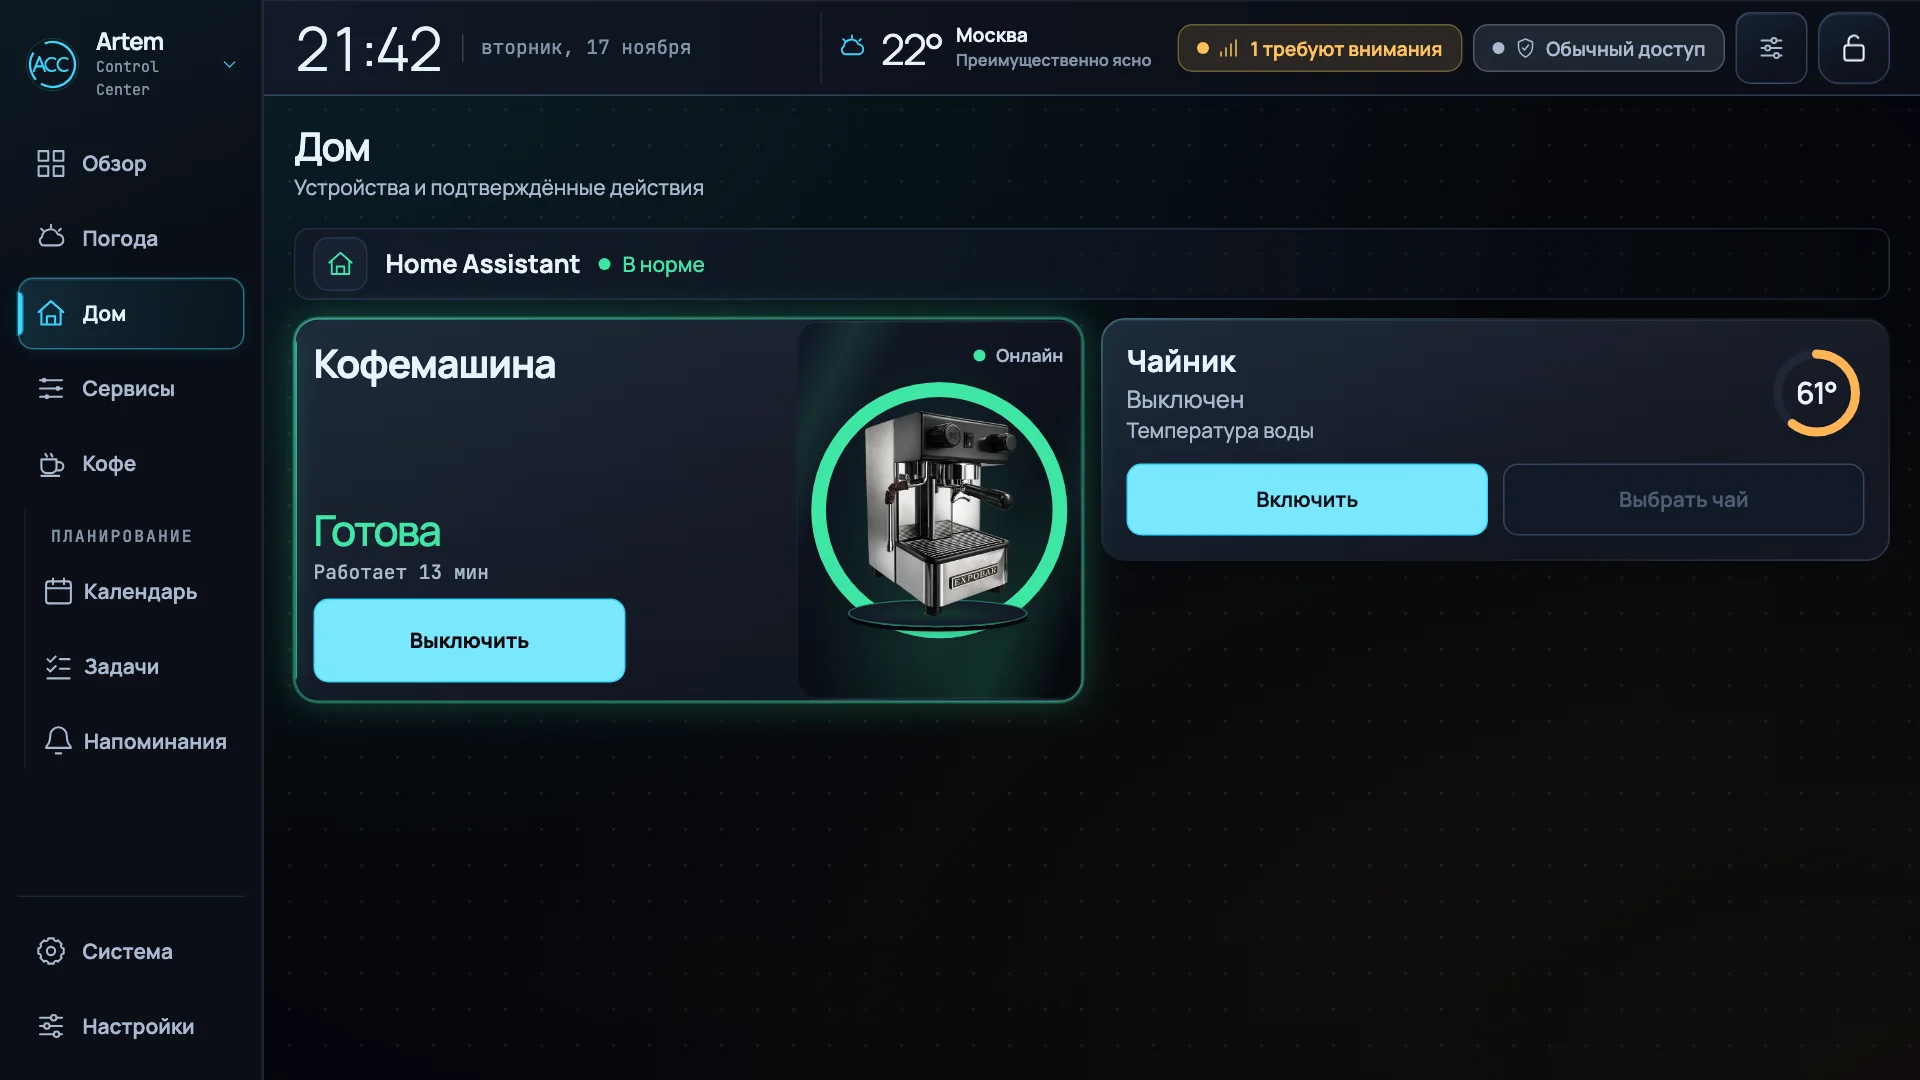 ACC
Artem
Control
Center
21:42
вторник, 17 ноября
22°
Москва
Преимущественно ясно
1 требуют внимания
Обычный доступ
Обзор
Погода
Дом
Сервисы
Кофе
ПЛАНИРОВАНИЕ
Календарь
Задачи
Напоминания
Система
Настройки
Дом
Устройства и подтверждённые действия
Home Assistant
В норме
Кофемашина
Онлайн
EXPOBAR
Готова
Работает 13 мин
Выключить
Чайник
Выключен
Температура воды
61°
Включить
Выбрать чай